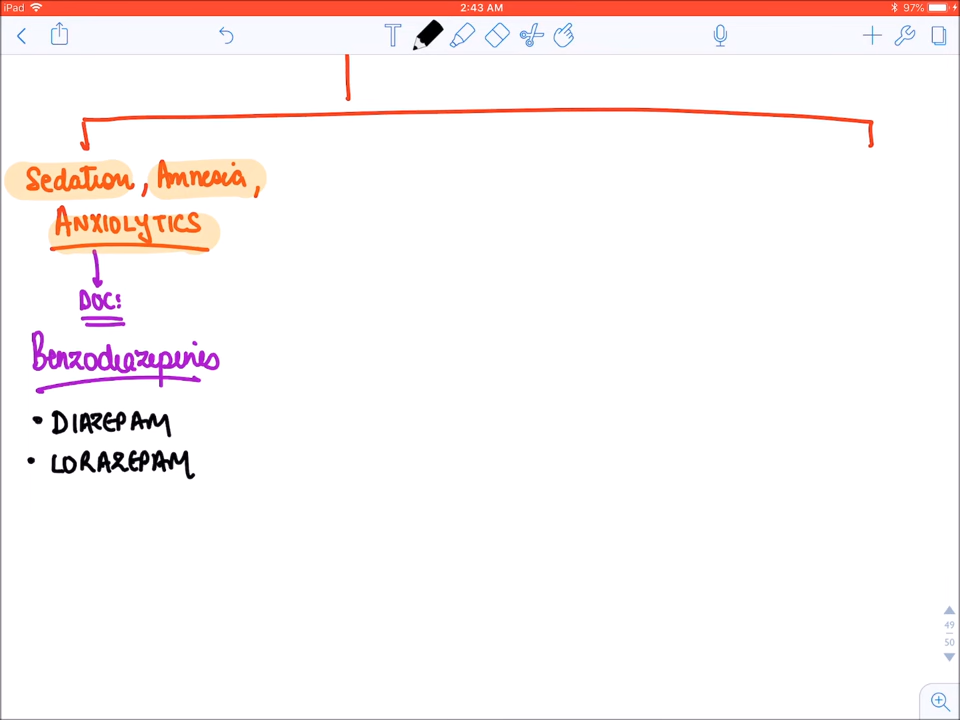 iPad 2:43 AM 97%
T
Sedation, Amnesia,
ANXIOLYTICS
DOC:
Benzodiazepines
• DIAZEPAM
• LORAZEPAM
49
50